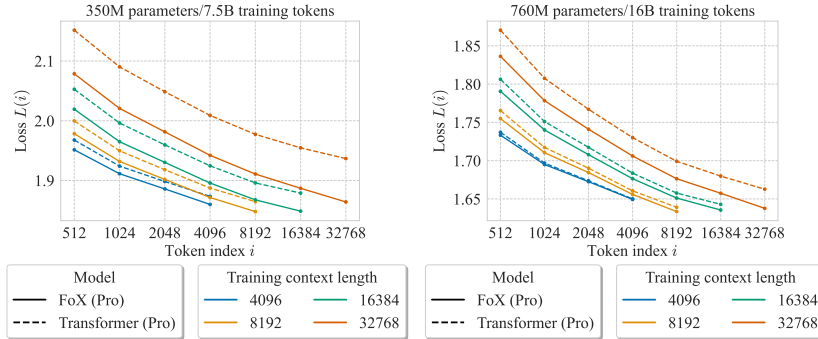 350M parameters/7.5B training tokens
2.1
2.0
1.9
Loss L(i)
512 1024 2048 4096 8192 16384 32768
Token index i
Model
FoX (Pro)
Transformer (Pro)
Training context length
4096
8192
16384
32768
760M parameters/16B training tokens
1.85
1.80
1.75
1.70
1.65
Loss L(i)
512 1024 2048 4096 8192 16384 32768
Token index i
Model
FoX (Pro)
Transformer (Pro)
Training context length
4096
8192
16384
32768